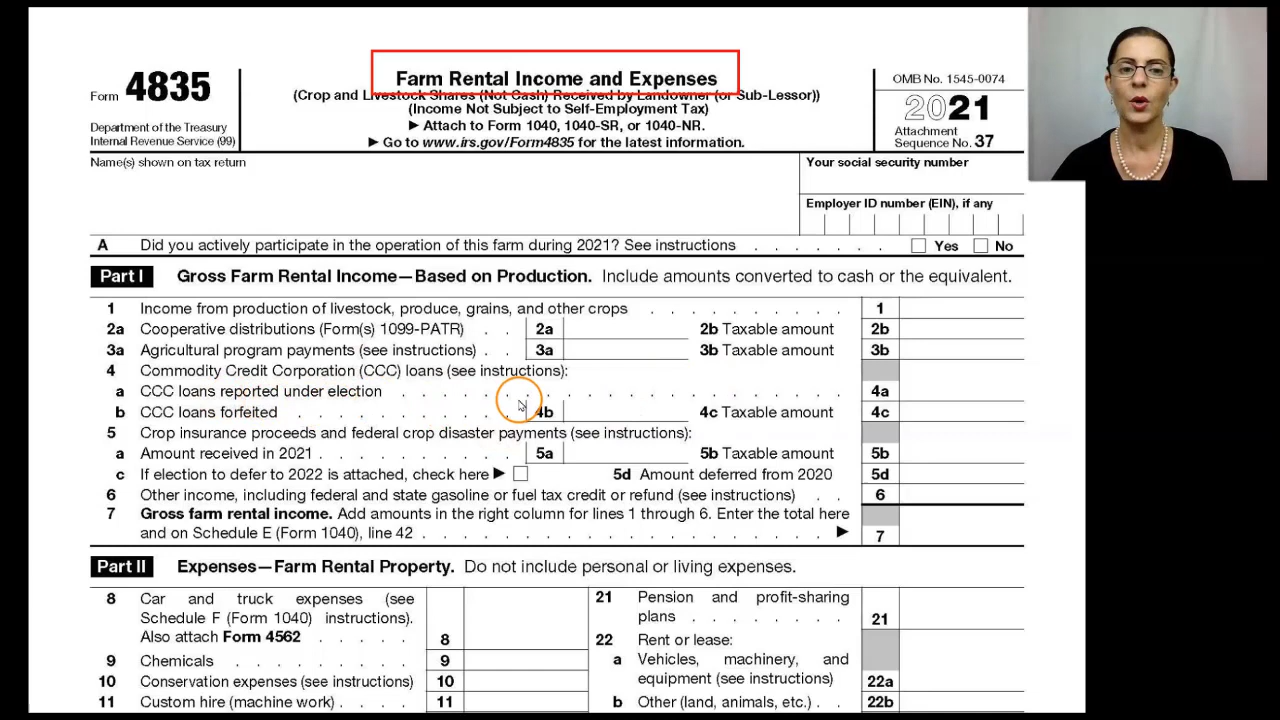 Form 4835
Department of the Treasury
Internal Revenue Service (99)
Farm Rental Income and Expenses
(Crop and Livestock Shares (Not Cash) Received by Landowner (or Sub-Lessor))
(Income Not Subject to Self-Employment Tax)
▶ Attach to Form 1040, 1040-SR, or 1040-NR.
▶ Go to www.irs.gov/Form4835 for the latest information.
OMB No. 1545-0074
2021
Attachment
Sequence No. 37
Name(s) shown on tax return
Your social security number
Employer ID number (EIN), if any
A Did you actively participate in the operation of this farm during 2021? See instructions . . . . . . . Yes No
Part I Gross Farm Rental Income—Based on Production. Include amounts converted to cash or the equivalent.
1 Income from production of livestock, produce, grains, and other crops . . . . . . . . . . 1
2a Cooperative distributions (Form(s) 1099-PATR) . . 2a 2b Taxable amount 2b
3a Agricultural program payments (see instructions) . . 3a 3b Taxable amount 3b
4 Commodity Credit Corporation (CCC) loans (see instructions):
a CCC loans reported under election . . . . . . . . . . . . . . . . . . . . . . 4a
b CCC loans forfeited . . . . . . . . . . . 4b 4c Taxable amount 4c
5 Crop insurance proceeds and federal crop disaster payments (see instructions):
a Amount received in 2021 . . . . . . . . . 5a 5b Taxable amount 5b
c If election to defer to 2022 is attached, check here ▶ 5d Amount deferred from 2020 5d
6 Other income, including federal and state gasoline or fuel tax credit or refund (see instructions) . . 6
7 Gross farm rental income. Add amounts in the right column for lines 1 through 6. Enter the total here
and on Schedule E (Form 1040), line 42 . . . . . . . . . . . . . . . . . . . ▶ 7
Part II Expenses—Farm Rental Property. Do not include personal or living expenses.
8 Car and truck expenses (see
Schedule F (Form 1040) instructions).
Also attach Form 4562 . . . . . 8
9 Chemicals . . . . . . . . . 9
10 Conservation expenses (see instructions) 10
11 Custom hire (machine work) . . . . 11
21 Pension and profit-sharing
plans . . . . . . . . 21
22 Rent or lease:
a Vehicles, machinery, and
equipment (see instructions) 22a
b Other (land, animals, etc.) . . 22b